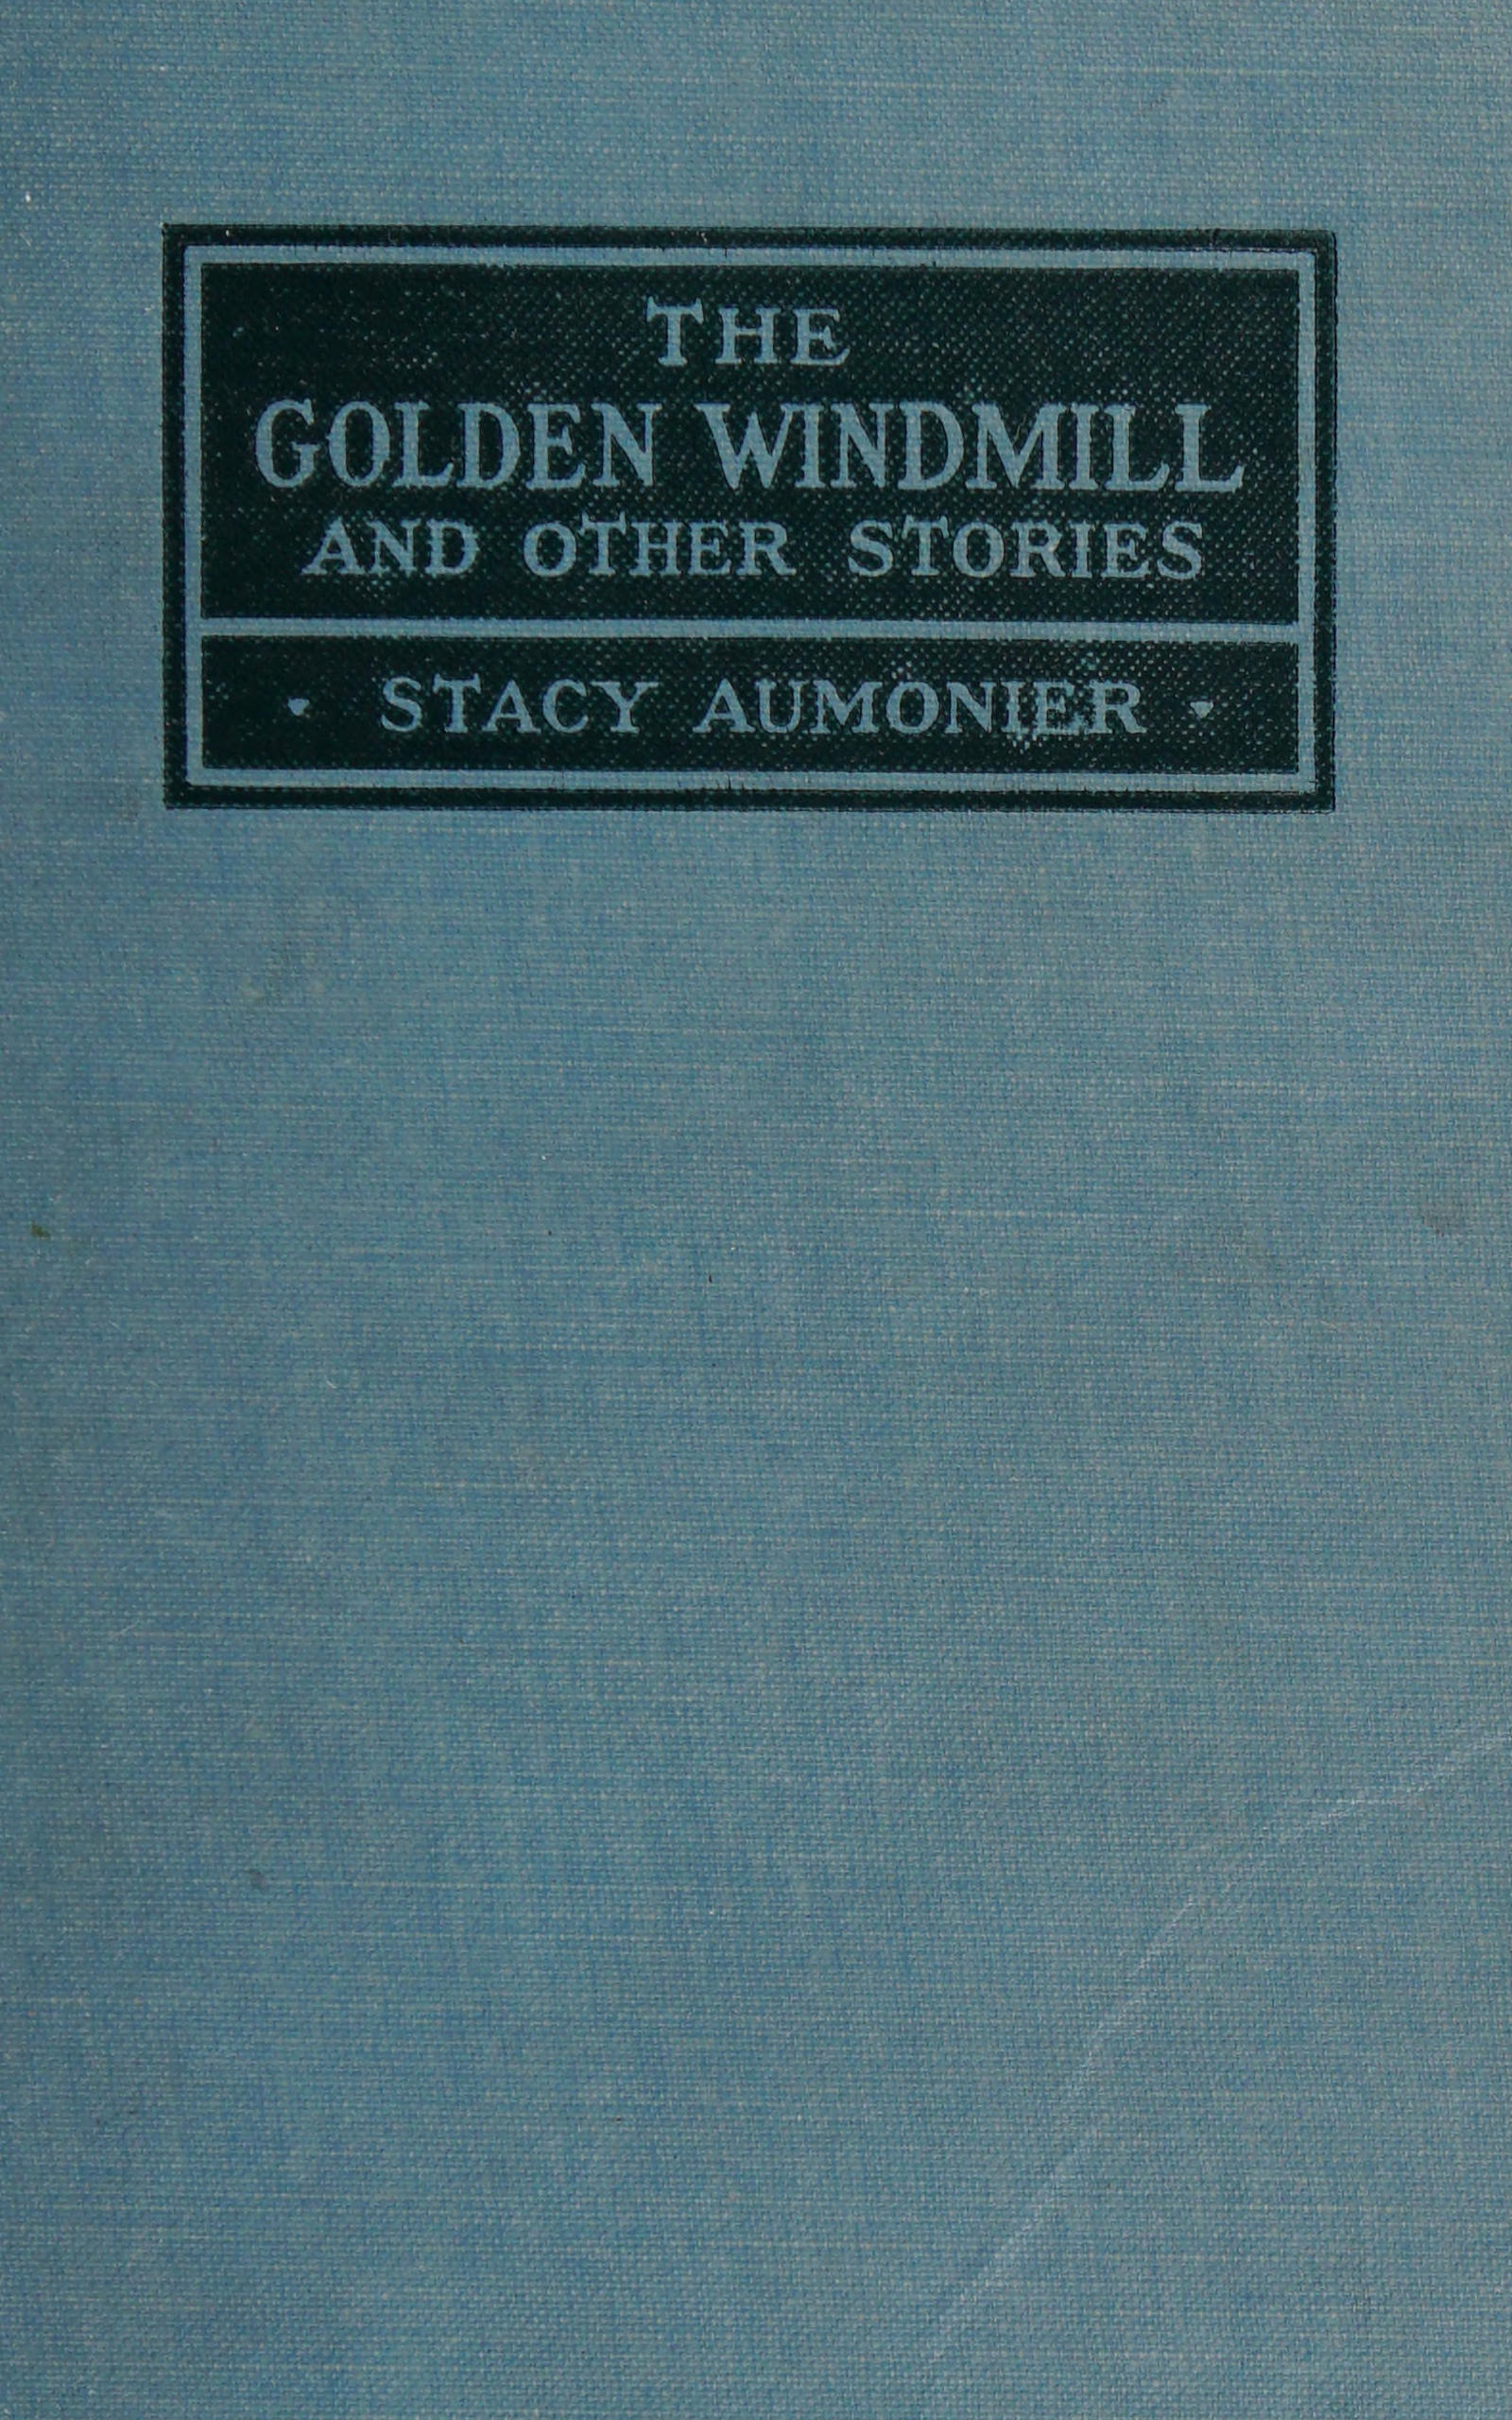 THE
GOLDEN WINDMILL
AND OTHER STORIES
· STACY AUMONIER ·